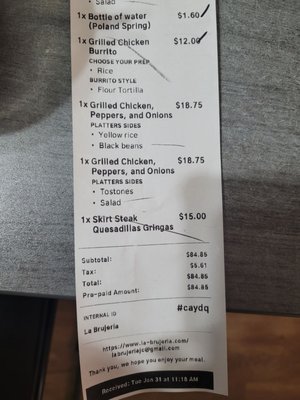 • Salad
1x Bottle of water $1.60
(Poland Spring)
1x Grilled Chicken $12.00
Burrito
CHOOSE YOUR PREP
• Rice
BURRITO STYLE
• Flour Tortilla
1x Grilled Chicken, $18.75
Peppers, and Onions
PLATTERS SIDES
• Yellow rice
• Black beans
1x Grilled Chicken, $18.75
Peppers, and Onions
PLATTERS SIDES
• Tostones
• Salad
1x Skirt Steak $15.00
Quesadillas Gringas
Subtotal: $84.85
Tax: $5.61
Total: $84.85
Pre-paid Amount: $84.85
INTERNAL ID #caydq
La Brujeria
https://www.la-brujeria.com/
labrujeriajc@gmail.com
Thank you, we hope you enjoy your meal.
Received: Tue Jan 31 at 11:18 AM